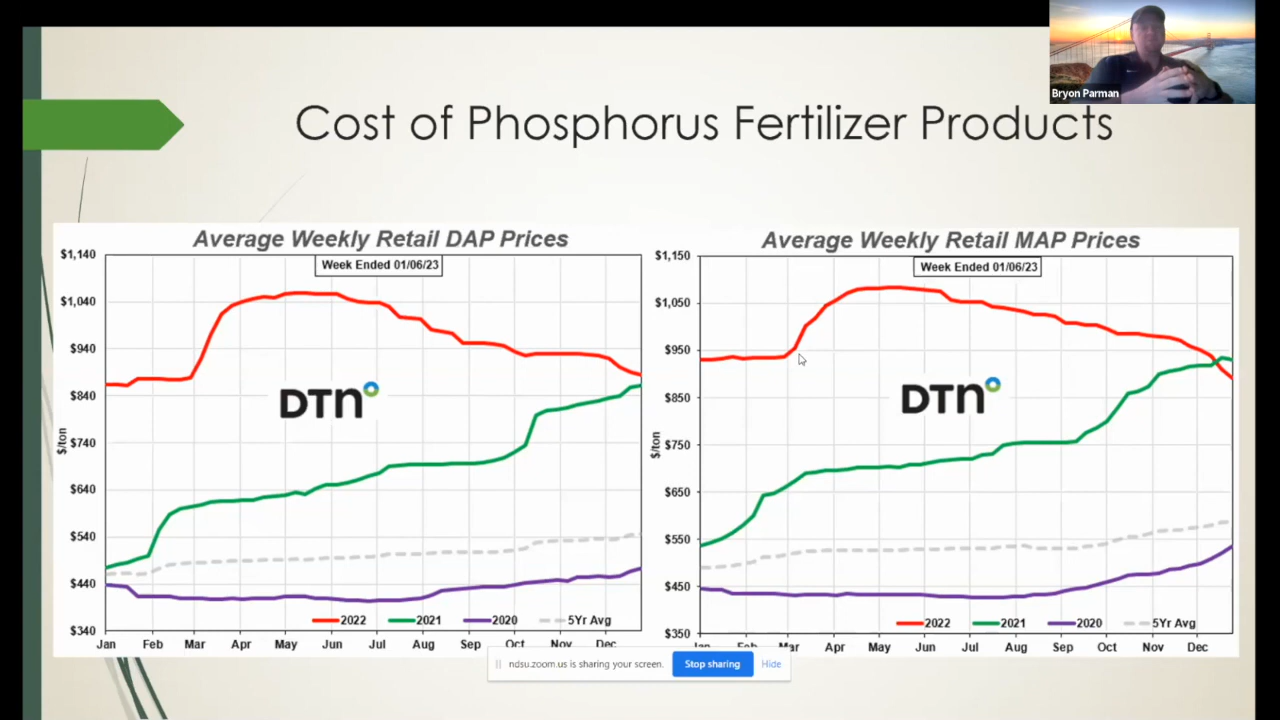 Bryon Parman
Cost of Phosphorus Fertilizer Products
Average Weekly Retail DAP Prices
Week Ended 01/06/23
$1,140
$1,040
$940
$840
$740
$640
$540
$440
$340
$/ton
DTN
2022
2021
2020
5Yr Avg
Jan Feb Mar Apr May Jun Jul Aug Sep Oct Nov Dec
Average Weekly Retail MAP Prices
Week Ended 01/06/23
$1,150
$1,050
$950
$850
$750
$650
$550
$450
$350
$/ton
DTN
2022
2021
2020
5Yr Avg
Jan Feb Mar Apr May Jun Jul Aug Sep Oct Nov Dec
ndsu.zoom.us is sharing your screen.
Stop sharing
Hide